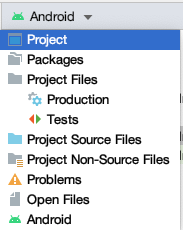 Android
Project
Packages
Project Files
Production
Tests
Project Source Files
Project Non-Source Files
Problems
Open Files
Android